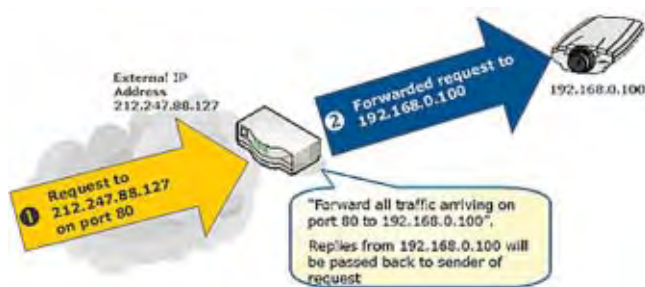 External IP
Address
212.247.88.127
1
Request to
212.247.88.127
on port 80
2
Forwarded request to
192.168.0.100
192.168.0.100
"Forward all traffic arriving on
port 80 to 192.168.0.100".
Replies from 192.168.0.100 will
be passed back to sender of
request